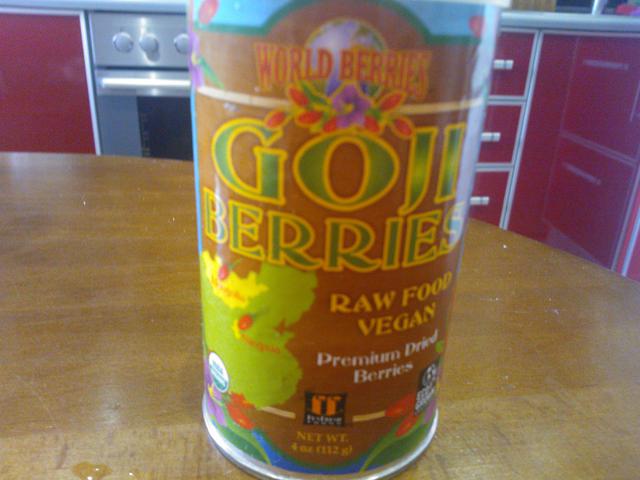 WORLD BERRIES
GOJI
BERRIES
RAW FOOD
VEGAN
Premium Dried
Berries
NET WT.
4 oz (112 g)